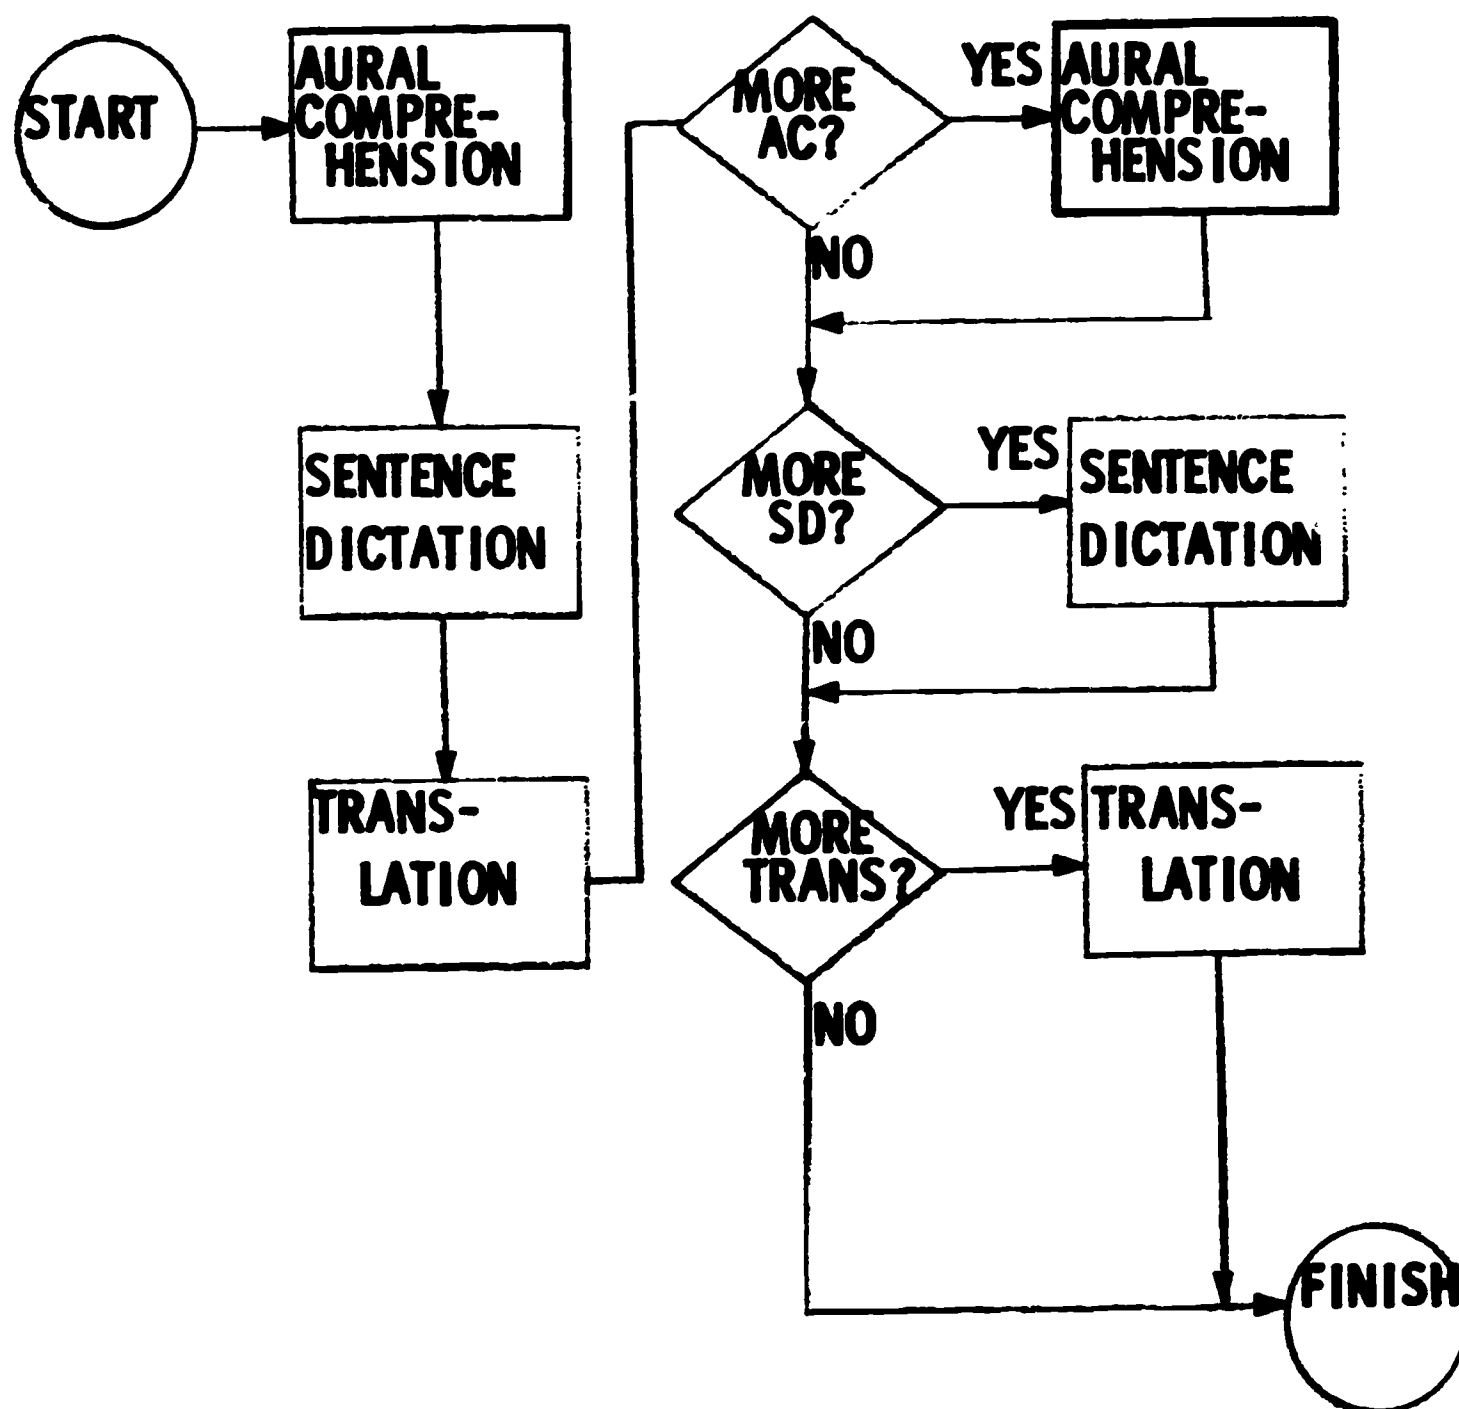 START
AURAL
COMPRE-
HENSION
SENTENCE
DICTATION
TRANS-
LATION
MORE
AC?
YES
NO
AURAL
COMPRE-
HENSION
MORE
SD?
YES
NO
SENTENCE
DICTATION
MORE
TRANS?
YES
NO
TRANS-
LATION
FINISH